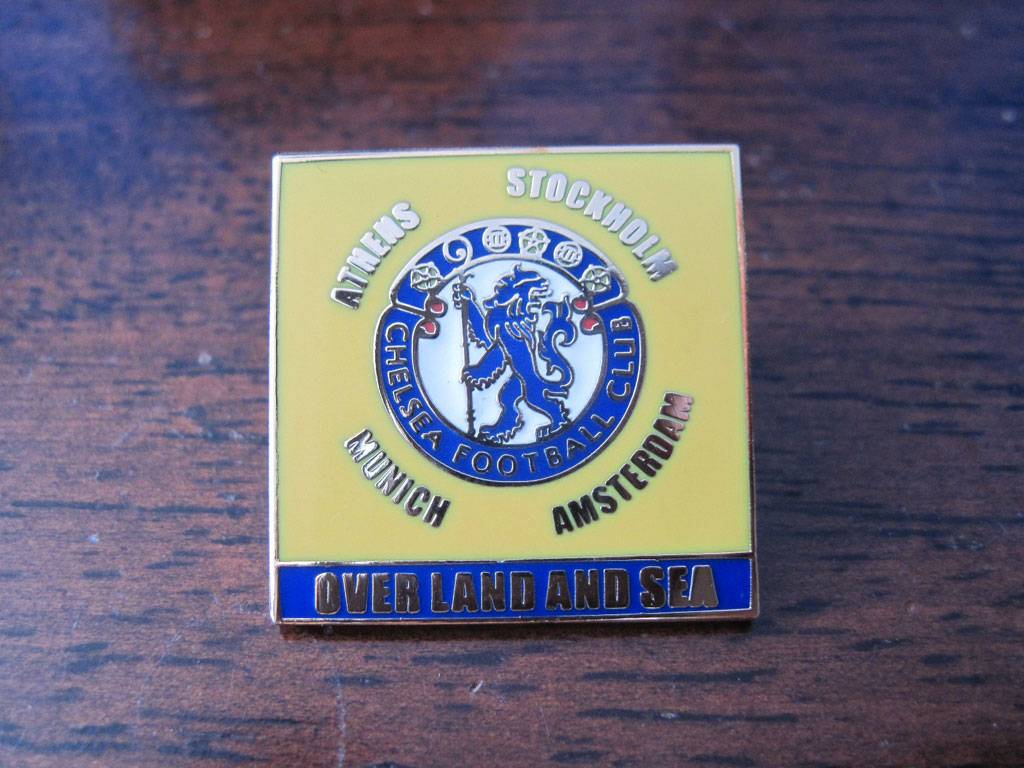 ATHENS
STOCKHOLM
CHELSEA FOOTBALL CLUB
MUNICH
AMSTERDAM
OVER LAND AND SEA